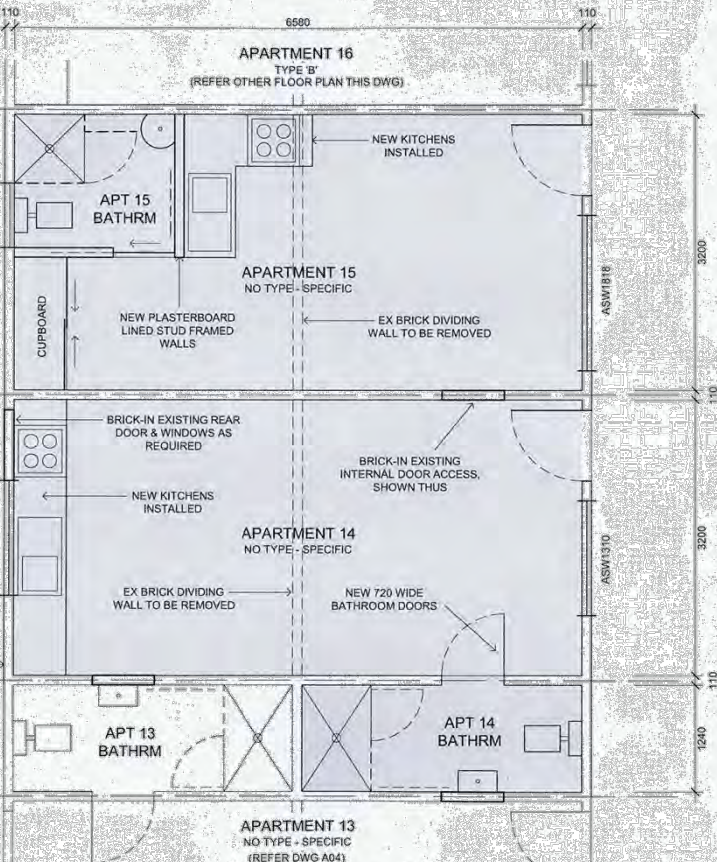 110
6580
110
APARTMENT 16
TYPE 'B'
(REFER OTHER FLOOR PLAN THIS DWG)
NEW KITCHENS
INSTALLED
APT 15
BATHRM
3200
APARTMENT 15
NO TYPE - SPECIFIC
ASW1818
CUPBOARD
NEW PLASTERBOARD
LINED STUD FRAMED
WALLS
EX BRICK DIVIDING
WALL TO BE REMOVED
110
BRICK-IN EXISTING REAR
DOOR & WINDOWS AS
REQUIRED
BRICK-IN EXISTING
INTERNAL DOOR ACCESS,
SHOWN THUS
NEW KITCHENS
INSTALLED
APARTMENT 14
NO TYPE - SPECIFIC
3200
ASW1310
EX BRICK DIVIDING
WALL TO BE REMOVED
NEW 720 WIDE
BATHROOM DOORS
110
APT 13
BATHRM
APT 14
BATHRM
1240
APARTMENT 13
NO TYPE - SPECIFIC
(REFER DWG A04)